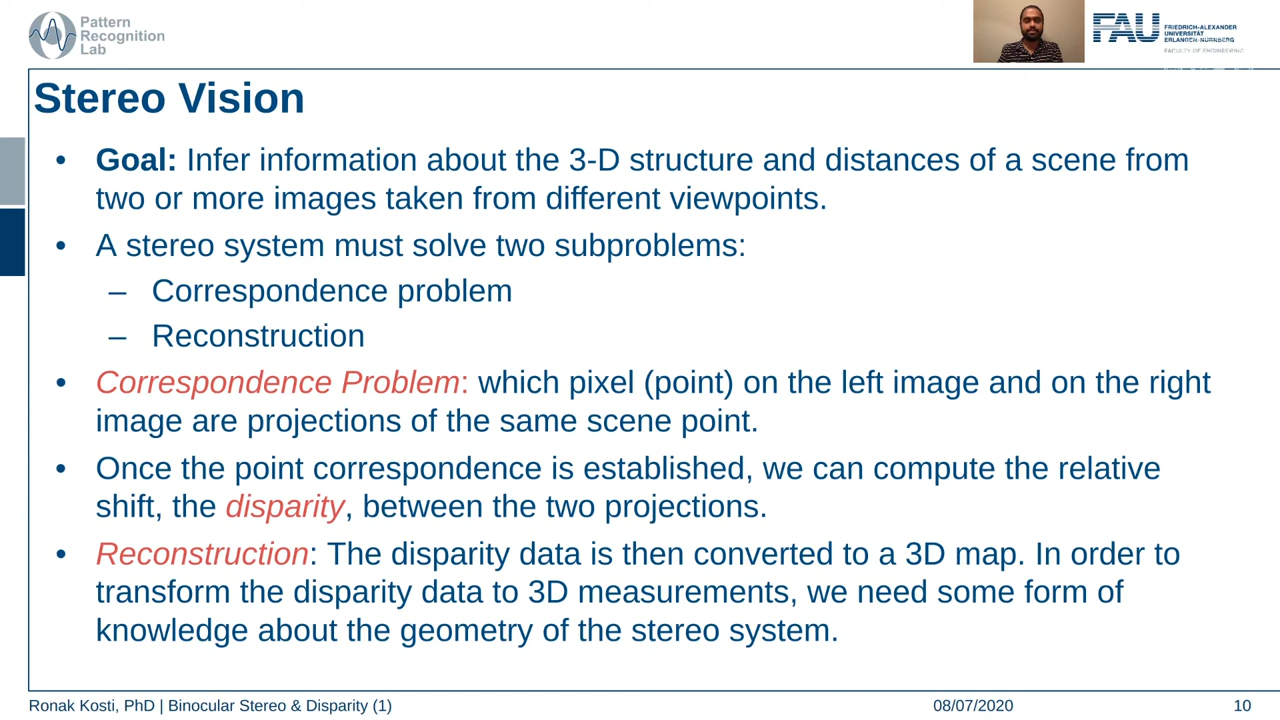 Pattern
Recognition
Lab
FAU
FRIEDRICH-ALEXANDER
UNIVERSITÄT
ERLANGEN-NÜRNBERG
FACULTY OF ENGINEERING
Stereo Vision
• Goal: Infer information about the 3-D structure and distances of a scene from
two or more images taken from different viewpoints.
• A stereo system must solve two subproblems:
– Correspondence problem
– Reconstruction
• Correspondence Problem: which pixel (point) on the left image and on the right
image are projections of the same scene point.
• Once the point correspondence is established, we can compute the relative
shift, the disparity, between the two projections.
• Reconstruction: The disparity data is then converted to a 3D map. In order to
transform the disparity data to 3D measurements, we need some form of
knowledge about the geometry of the stereo system.
Ronak Kosti, PhD | Binocular Stereo & Disparity (1)
08/07/2020
10